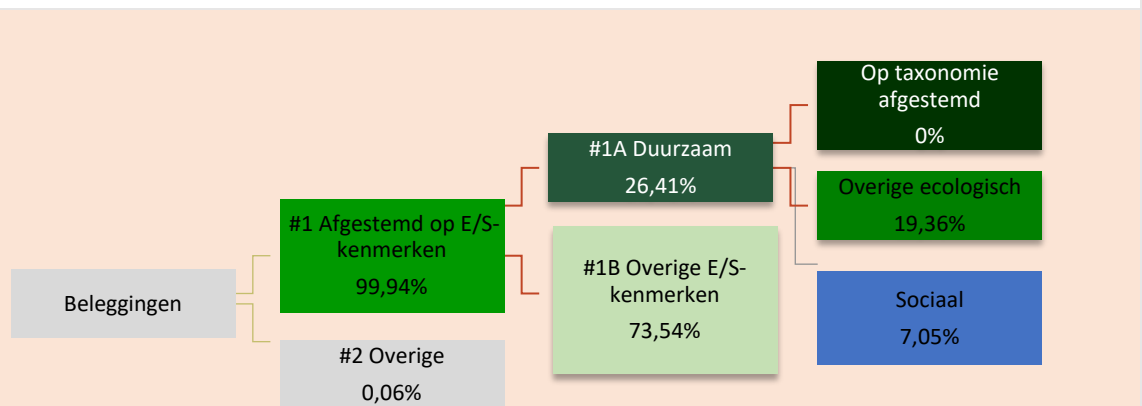 Beleggingen
#1 Afgestemd op E/S-
kenmerken
99,94%
#2 Overige
0,06%
#1A Duurzaam
26,41%
#1B Overige E/S-
kenmerken
73,54%
Op taxonomie
afgestemd
0%
Overige ecologisch
19,36%
Sociaal
7,05%